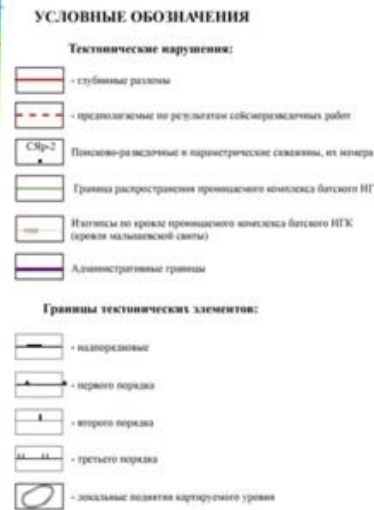 УСЛОВНЫЕ ОБОЗНАЧЕНИЯ
Тектонические нарушения:
- глубинные разломы
- предполагаемые по результатам сейсморазведочных работ
СЯр-2 Поисково-разведочные и параметрические скважины, их номера
Граница распространения проницаемого комплекса батского НГ
Изогипсы по кровле проницаемого комплекса батского НГК
(кровля малышевской свиты)
Административные границы
Границы тектонических элементов:
- надпорядковые
- первого порядка
- второго порядка
- третьего порядка
- локальные поднятия картируемого уровня